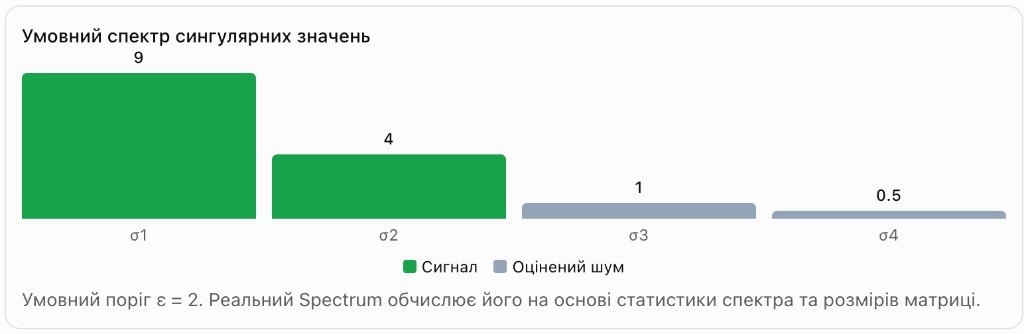 Умовний спектр сингулярних значень
9
4
1
0.5
σ1
σ2
σ3
σ4
Сигнал
Оцінений шум
Умовний поріг ε = 2. Реальний Spectrum обчислює його на основі статистики спектра та розмірів матриці.